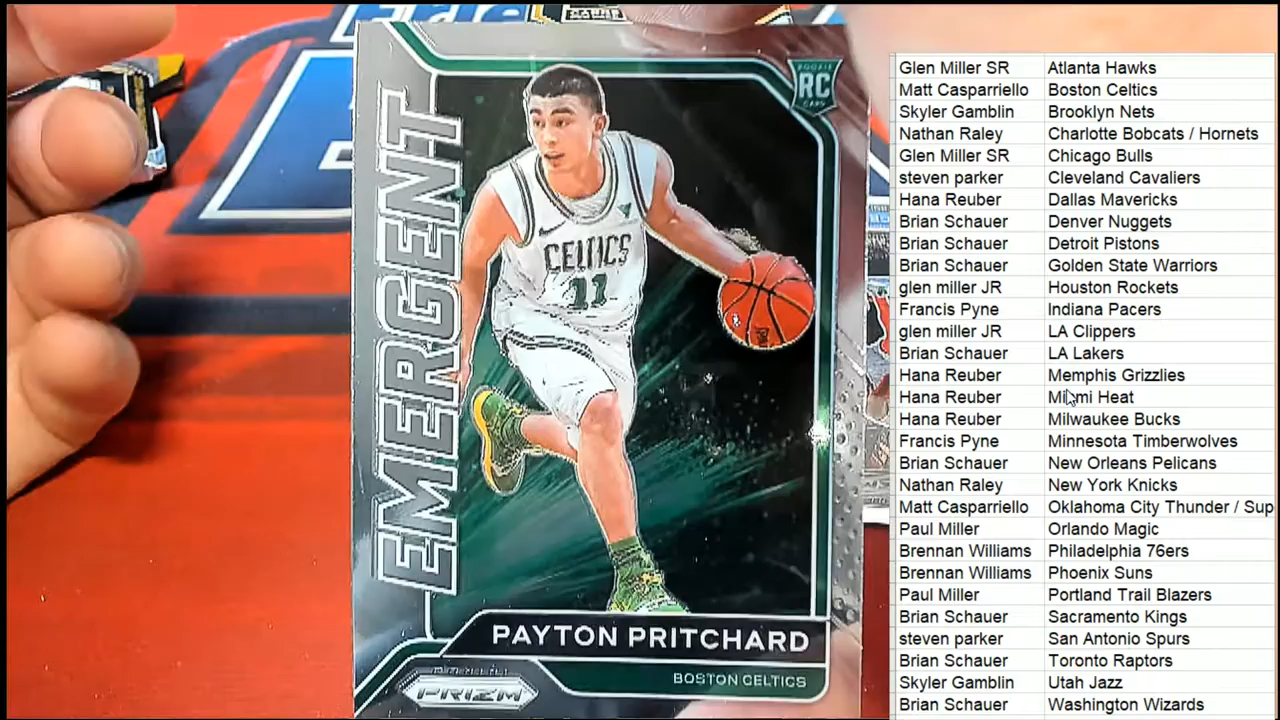 EMERGENT
ROOKIE
RC
CARD
CELTICS
11
PAYTON PRITCHARD
BOSTON CELTICS
PRIZM
Glen Miller SR Atlanta Hawks
Matt Casparriello Boston Celtics
Skyler Gamblin Brooklyn Nets
Nathan Raley Charlotte Bobcats / Hornets
Glen Miller SR Chicago Bulls
steven parker Cleveland Cavaliers
Hana Reuber Dallas Mavericks
Brian Schauer Denver Nuggets
Brian Schauer Detroit Pistons
Brian Schauer Golden State Warriors
glen miller JR Houston Rockets
Francis Pyne Indiana Pacers
glen miller JR LA Clippers
Brian Schauer LA Lakers
Hana Reuber Memphis Grizzlies
Hana Reuber Miami Heat
Hana Reuber Milwaukee Bucks
Francis Pyne Minnesota Timberwolves
Brian Schauer New Orleans Pelicans
Nathan Raley New York Knicks
Matt Casparriello Oklahoma City Thunder / Sup
Paul Miller Orlando Magic
Brennan Williams Philadelphia 76ers
Brennan Williams Phoenix Suns
Paul Miller Portland Trail Blazers
Brian Schauer Sacramento Kings
steven parker San Antonio Spurs
Brian Schauer Toronto Raptors
Skyler Gamblin Utah Jazz
Brian Schauer Washington Wizards